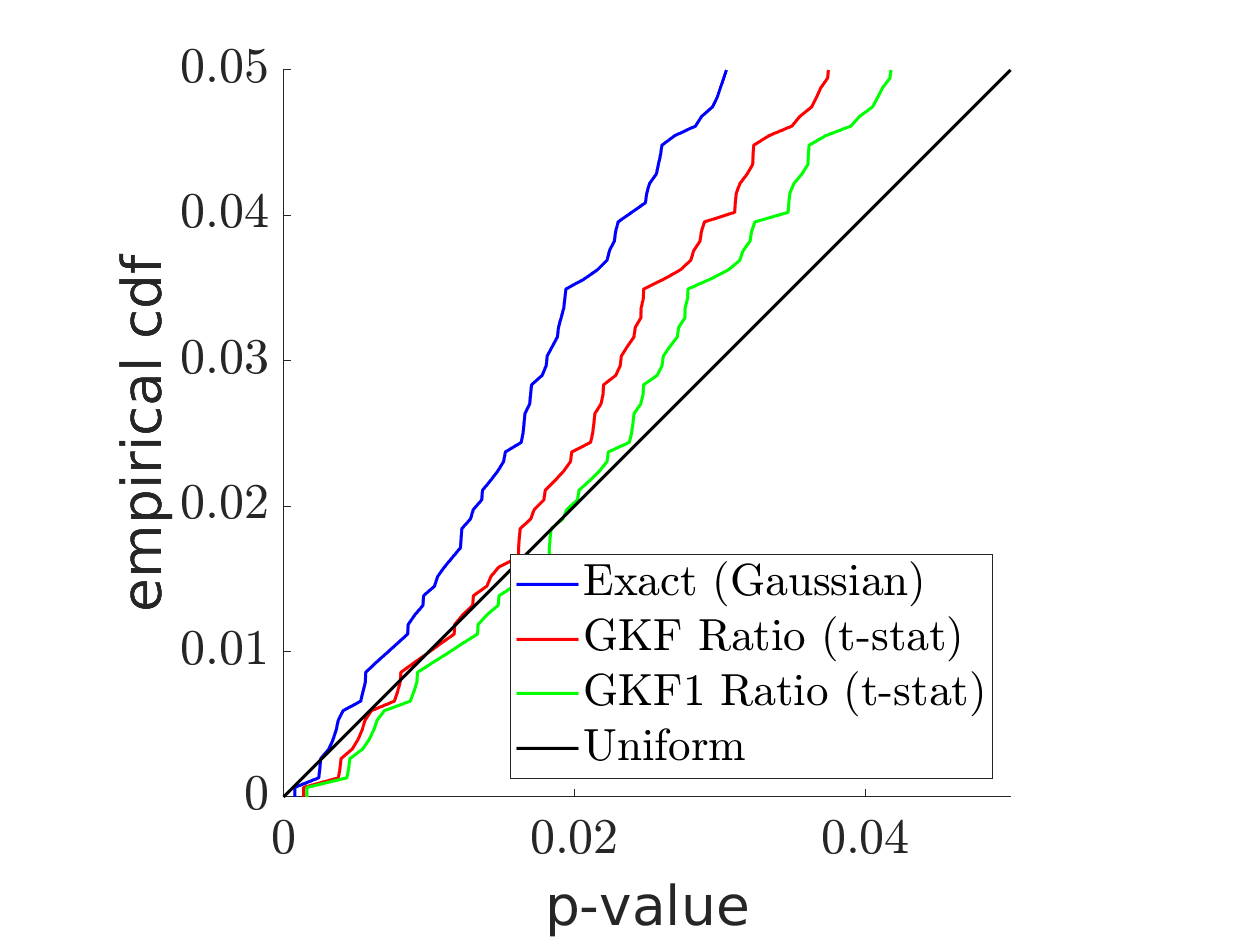 0.05
0.04
0.03
0.02
0.01
0
empirical cdf
Exact (Gaussian)
GKF Ratio (t-stat)
GKF1 Ratio (t-stat)
Uniform
0
0.02
0.04
p-value